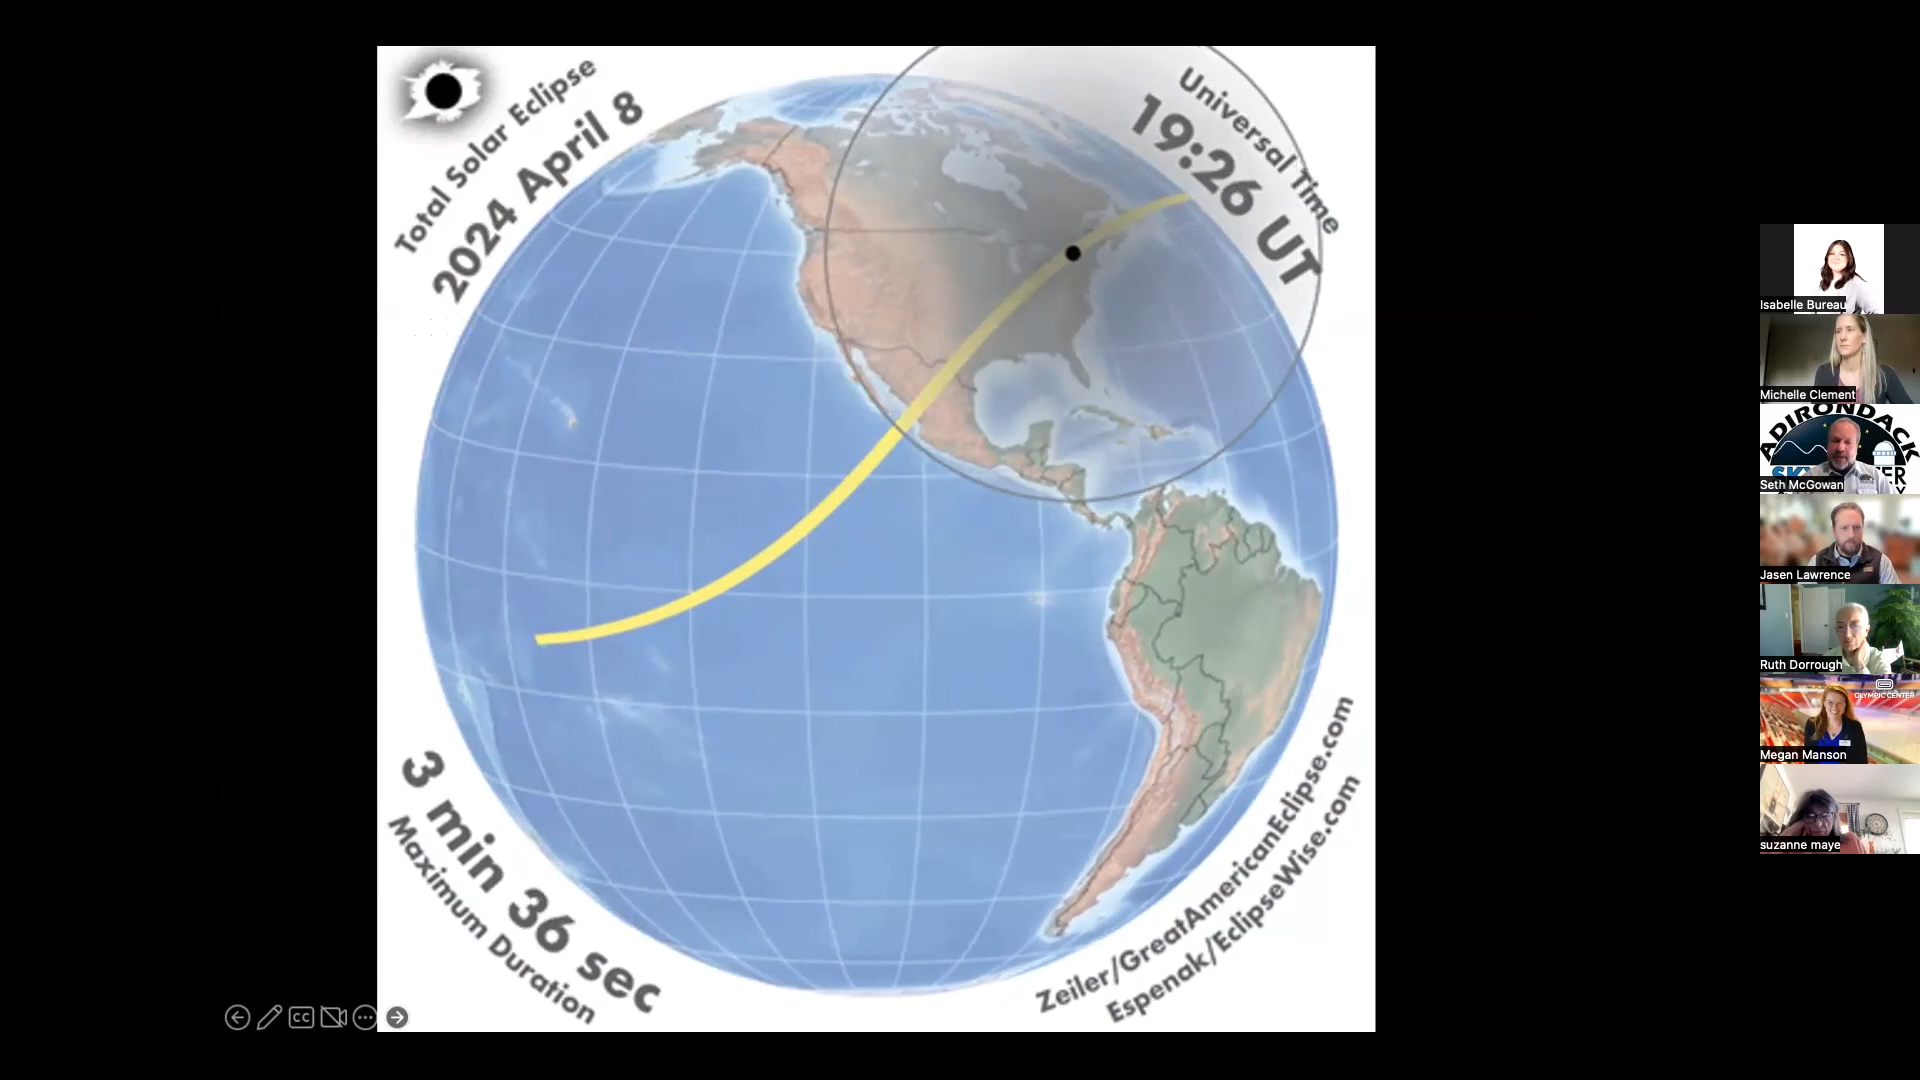 Total Solar Eclipse
2024 April 8
Universal Time
19:26 UT
3 min 36 sec
Maximum Duration
Zeiler/GreatAmericanEclipse.com
Espenak/EclipseWise.com
CC
Isabelle Bureau
Michelle Clement
ADIRONDACK
Seth McGowan
Jasen Lawrence
Ruth Dorrough
OLYMPIC CENTER
Megan Manson
suzanne maye